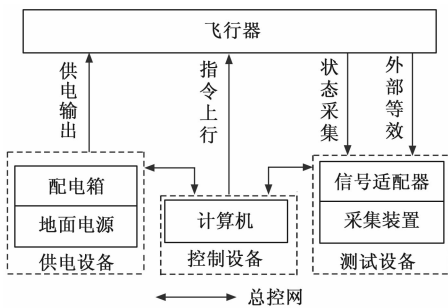 飞行器
供电输出
指令上行
状态采集
外部等效
配电箱
地面电源
供电设备
计算机
控制设备
信号适配器
采集装置
测试设备
总控网